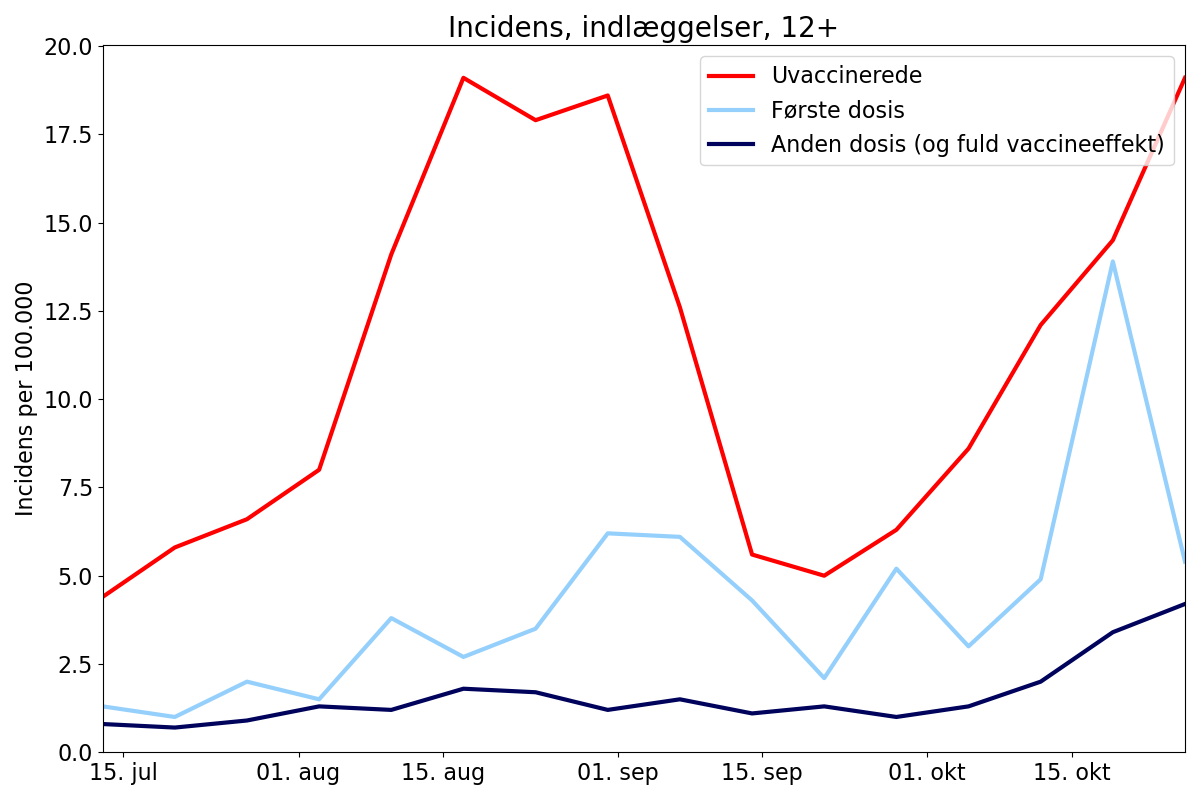 Incidens, indlæggelser, 12+
Uvaccinerede
Første dosis
Anden dosis (og fuld vaccineeffekt)
Incidens per 100.000
20.0
17.5
15.0
12.5
10.0
7.5
5.0
2.5
0.0
15. jul 01. aug 15. aug 01. sep 15. sep 01. okt 15. okt